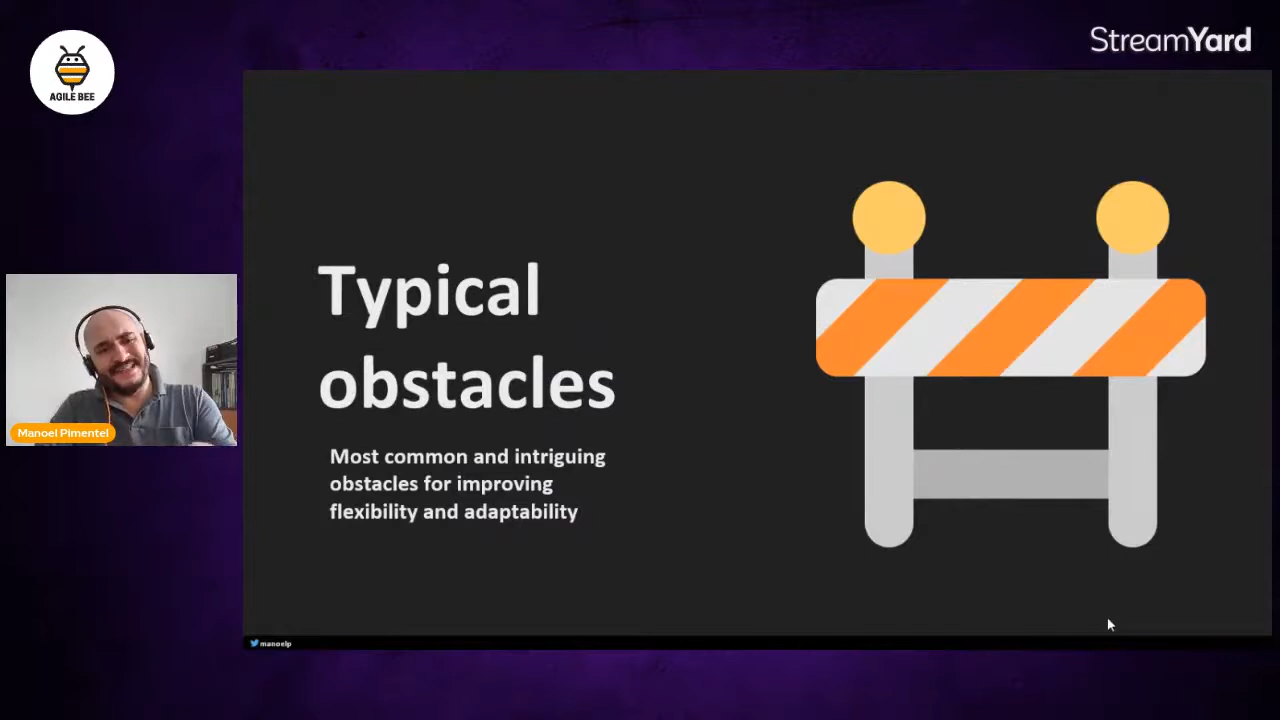 AGILE BEE
StreamYard
Typical
obstacles
Most common and intriguing
obstacles for improving
flexibility and adaptability
Manoel Pimentel
manoelp